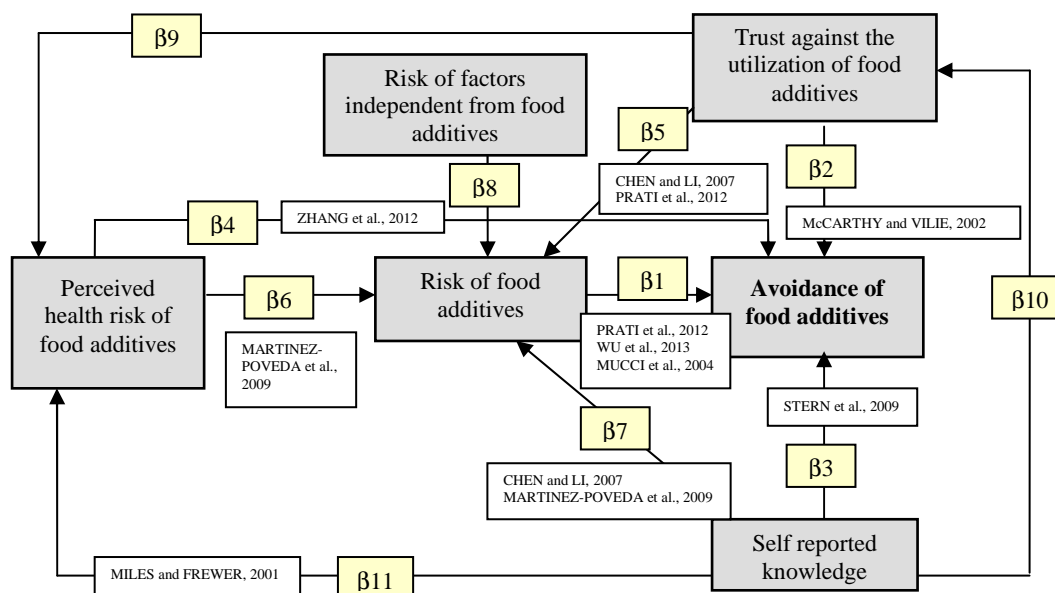 β9
Trust against the
utilization of food
additives
Risk of factors
independent from food
additives
β5
β2
β8
CHEN and LI, 2007
PRATI et al., 2012
β4
ZHANG et al., 2012
McCARTHY and VILIE, 2002
Perceived
health risk of
food additives
β6
Risk of food
additives
β1
Avoidance of
food additives
β10
MARTINEZ-
POVEDA et al.,
2009
PRATI et al., 2012
WU et al., 2013
MUCCI et al., 2004
STERN et al., 2009
β7
β3
CHEN and LI, 2007
MARTINEZ-POVEDA et al., 2009
Self reported
knowledge
MILES and FREWER, 2001
β11